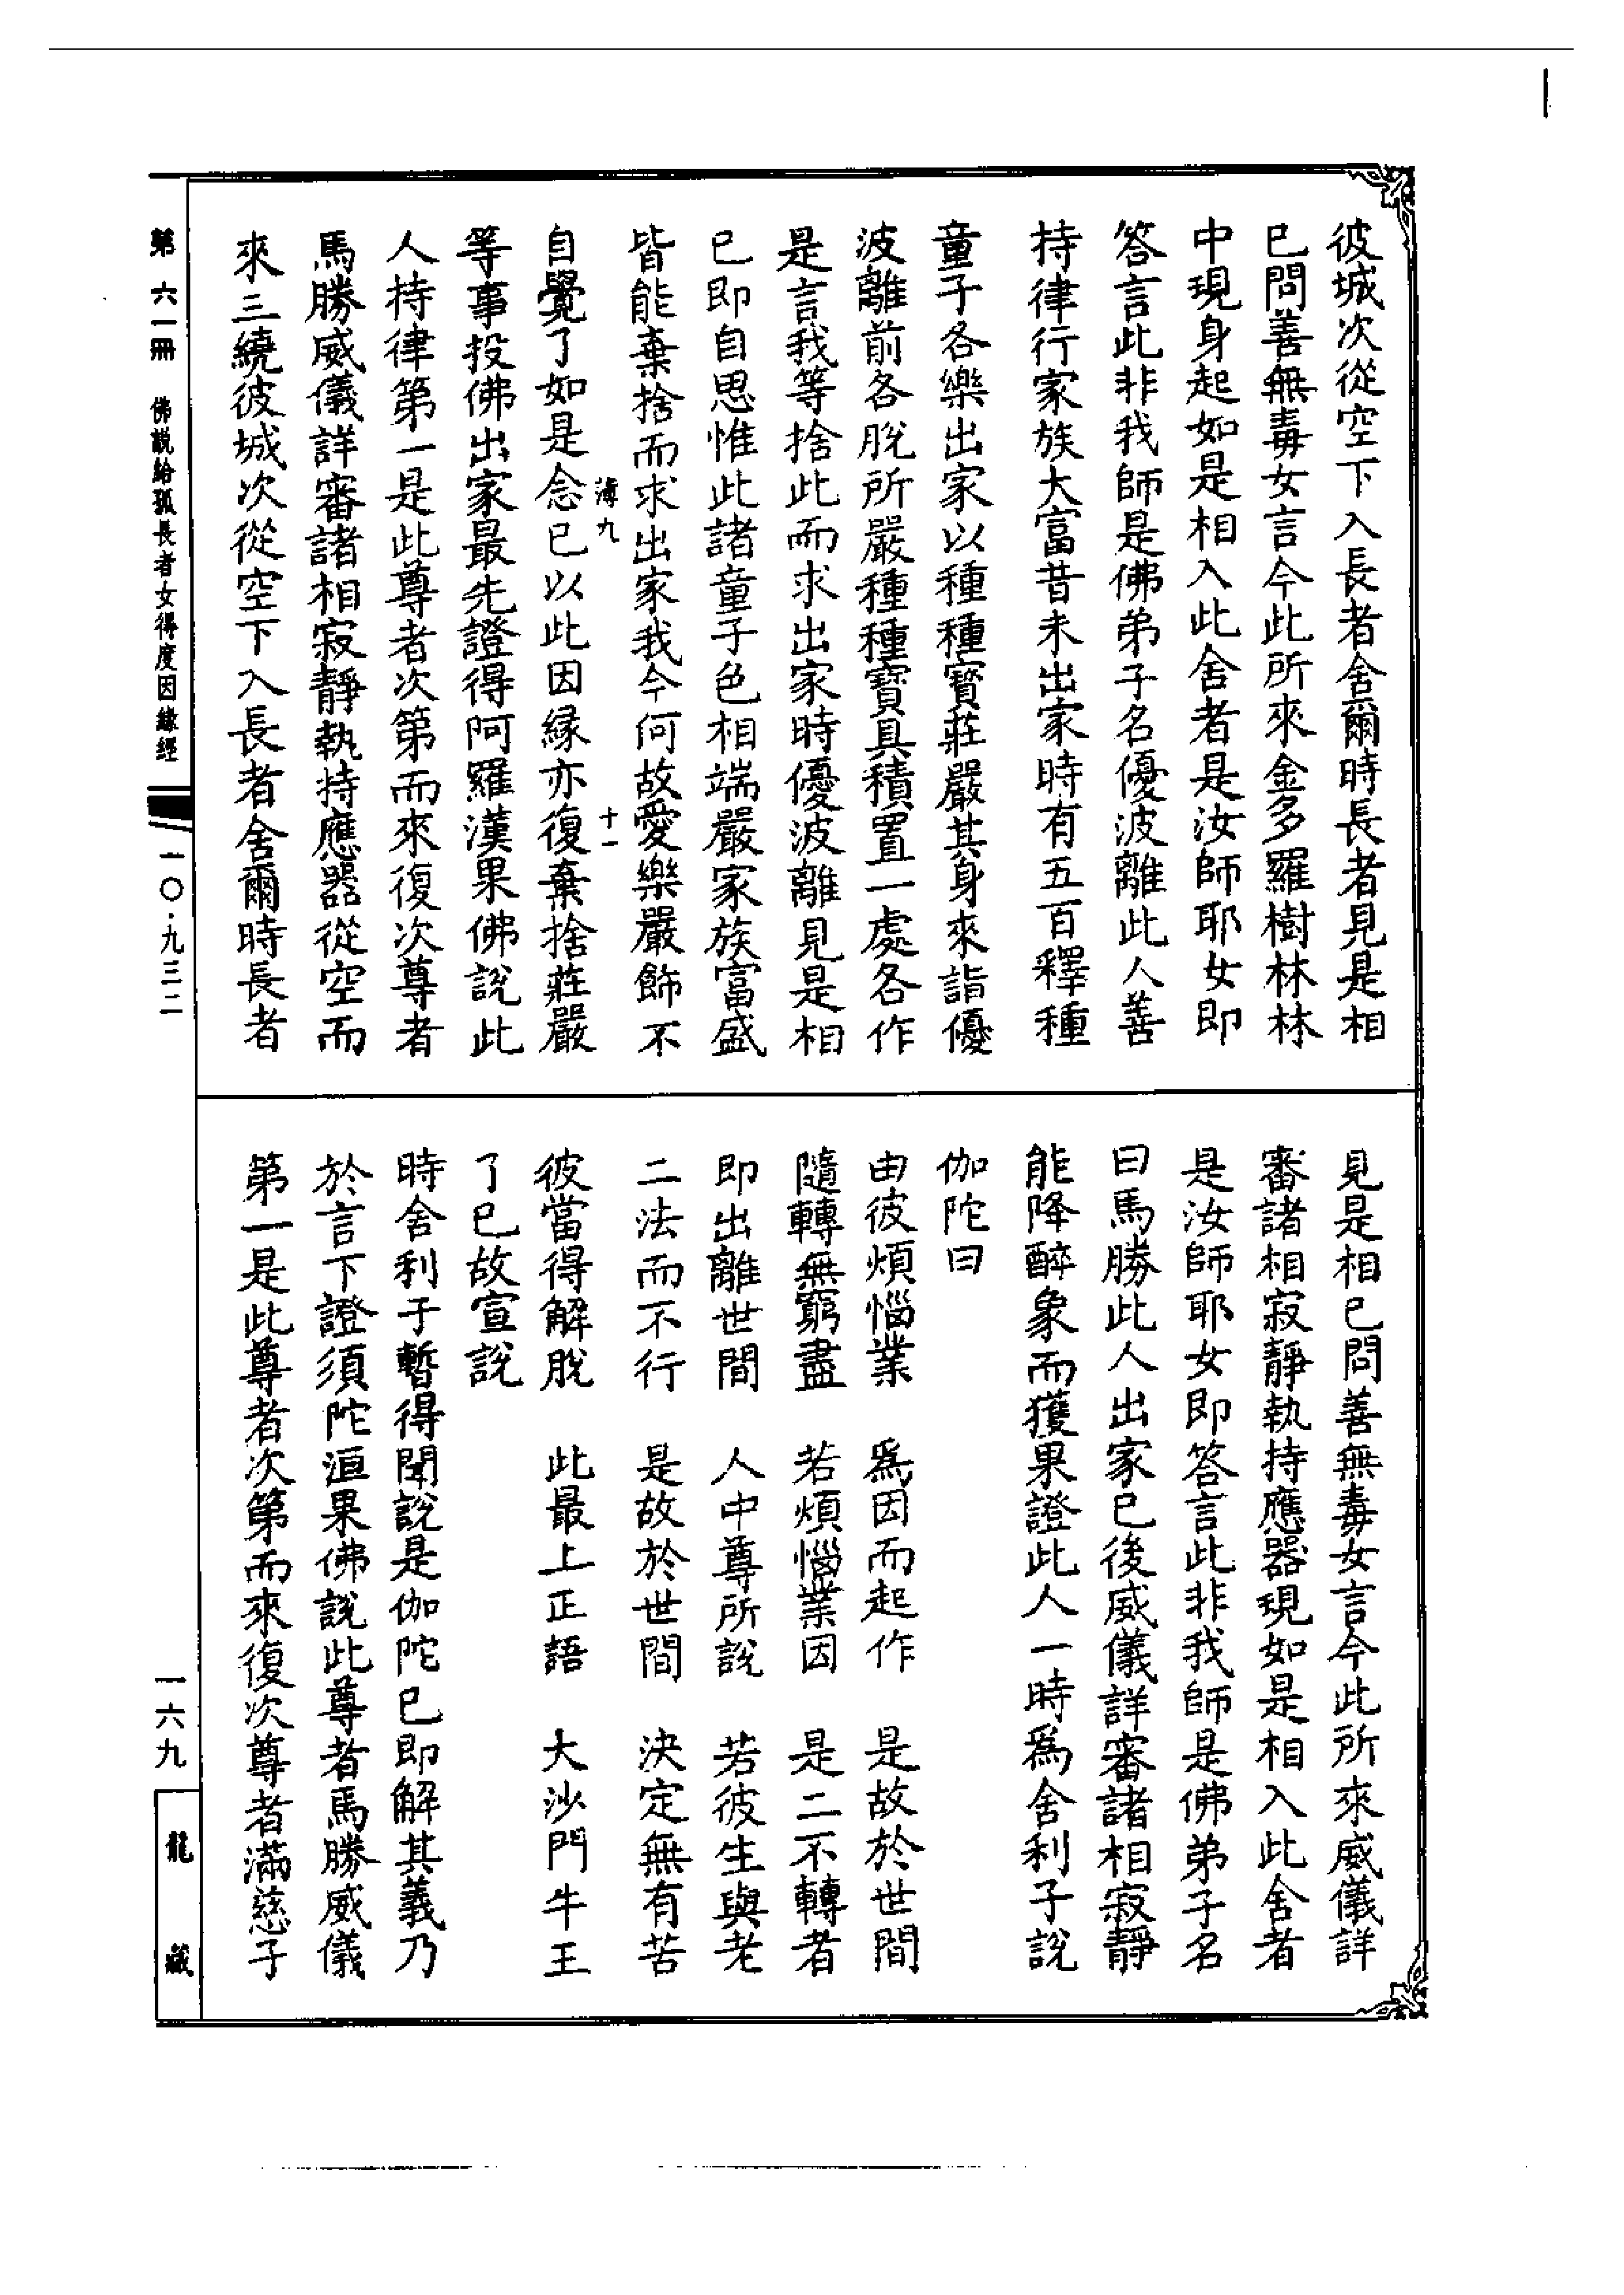 彼城次從空下入長者舍爾時長者見是相
已問善無毒女言今此所來金多羅樹林林
中現身起如是相入此舍者是汝師耶女即
答言此非我師是佛弟子名優波離此人善
持律行家族大富昔未出家時有五百釋種
童子各樂出家以種種寶莊嚴其身來詣優
波離前各脫所嚴種種寶具積置一處各作
是言我等捨此而求出家時優波離見是相
已即自思惟此諸童子色相端嚴家族富盛
皆能棄捨而求出家我今何故愛樂嚴飾不
溥九 十一
自覺了如是念已以此因緣亦復棄捨莊嚴
等事投佛出家最先證得阿羅漢果佛說此
人持律第一是此尊者次第而來復次尊者
馬勝威儀詳審諸相寂靜執持應器從空而
來三繞彼城次從空下入長者舍爾時長者
見是相已問善無毒女言今此所來威儀詳
審諸相寂靜執持應器現如是相入此舍者
是汝師耶女即答言此非我師是佛弟子名
曰馬勝此人出家已後威儀詳審諸相寂靜
能降醉象而獲果證此人一時為舍利子說
伽陀曰
由彼煩惱業 為因而起作 是故於世間
隨轉無窮盡 若煩惱業因 是二不轉者
即出離世間 人中尊所說 若彼生與老
二法而不行 是故於世間 決定無有苦
彼當得解脫 此最上正語 大沙門牛王
了已故宣說
時舍利子暫得聞說是伽陀已即解其義乃
於言下證須陀洹果佛說此尊者馬勝威儀
第一是此尊者次第而來復次尊者滿慈子
第六一冊 佛說給孤長者女得度因緣經
一〇·九三二
一六九
龍藏